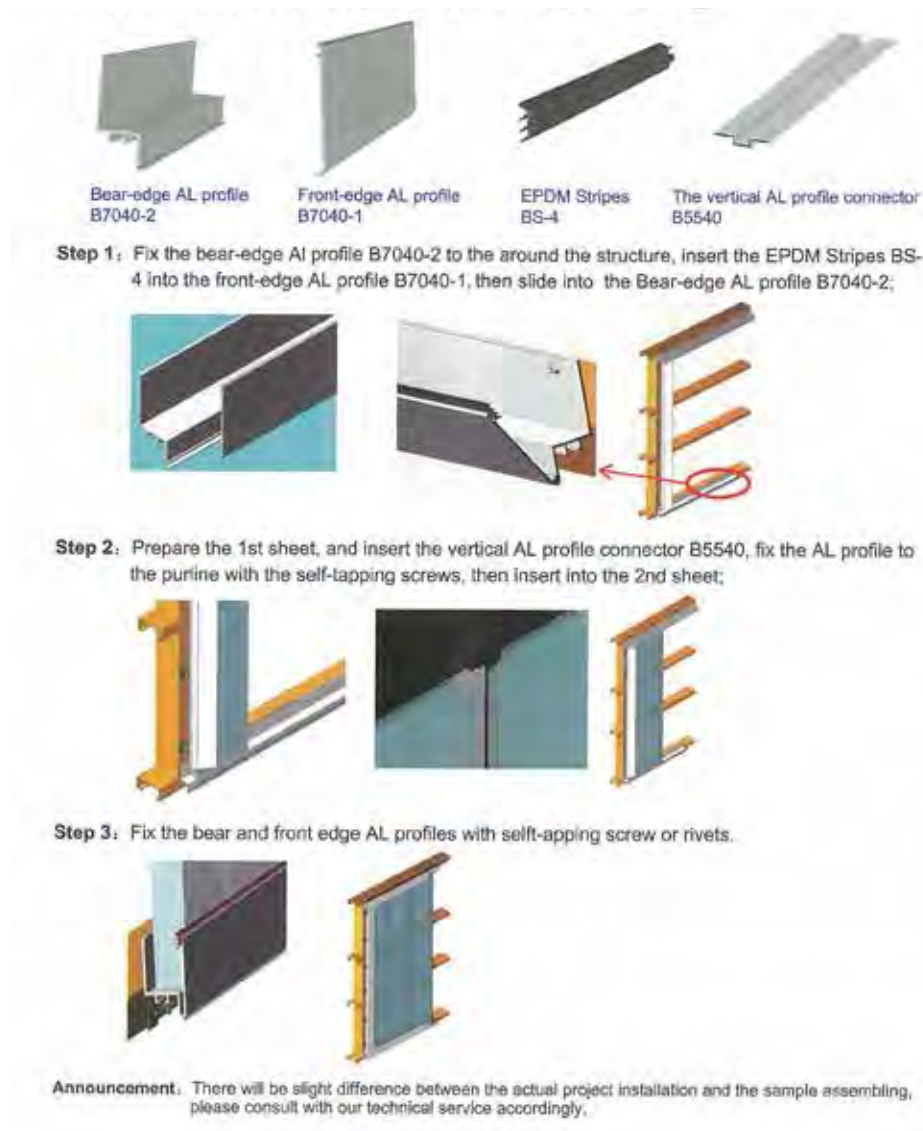 Bear-edge AL profile
B7040-2
Front-edge AL profile
B7040-1
EPDM Stripes
BS-4
The vertical AL profile connector
B5540
Step 1: Fix the bear-edge Al profile B7040-2 to the around the structure, insert the EPDM Stripes BS-
4 into the front-edge AL profile B7040-1, then slide into the Bear-edge AL profile B7040-2;
Step 2: Prepare the 1st sheet, and insert the vertical AL profile connector B5540, fix the AL profile to
the purline with the self-tapping screws, then insert into the 2nd sheet;
Step 3: Fix the bear and front edge AL profiles with selft-apping screw or rivets.
Announcement: There will be slight difference between the actual project installation and the sample assembling,
please consult with our technical service accordingly.